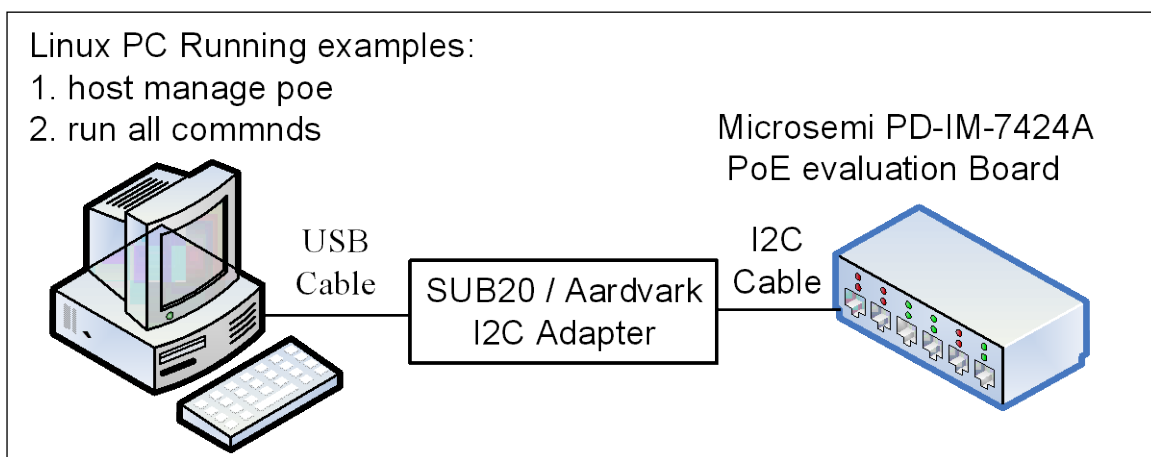 Linux PC Running examples:
1. host manage poe
2. run all commnds
Microsemi PD-IM-7424A
PoE evaluation Board
USB
Cable
SUB20 / Aardvark
I2C Adapter
I2C
Cable